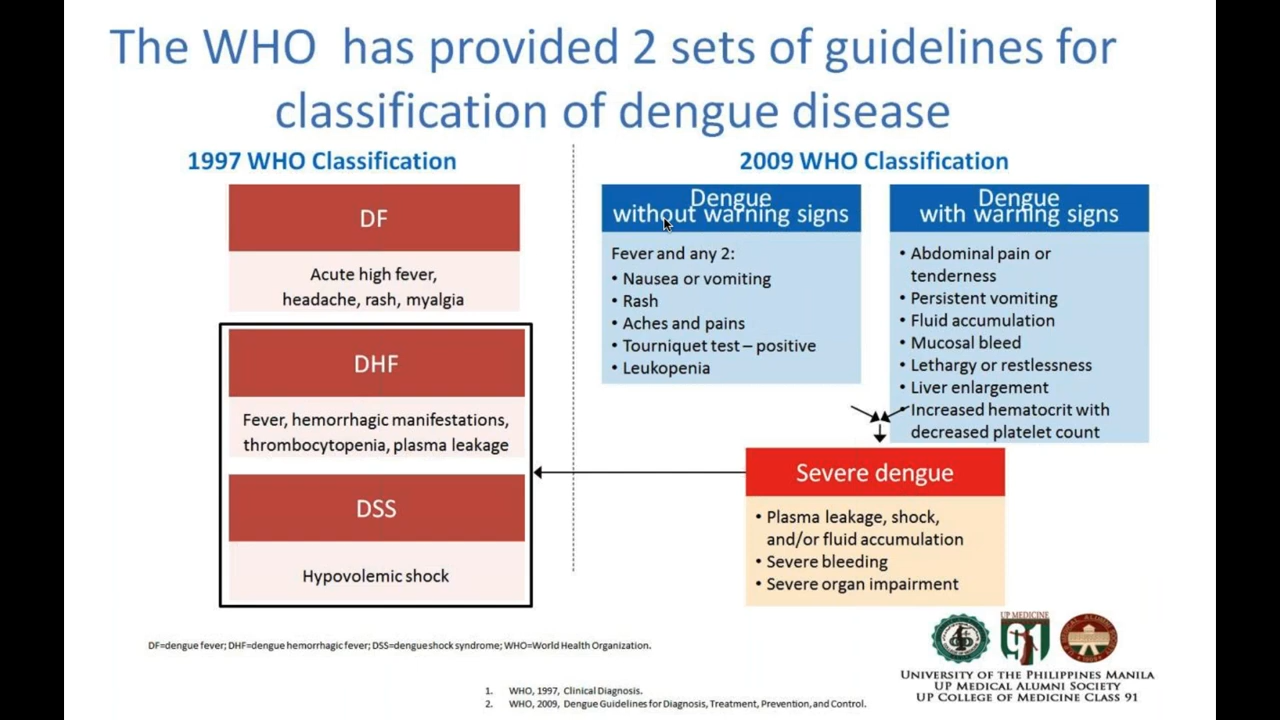 The WHO has provided 2 sets of guidelines for
classification of dengue disease
1997 WHO Classification
DF
Acute high fever,
headache, rash, myalgia
DHF
Fever, hemorrhagic manifestations,
thrombocytopenia, plasma leakage
DSS
Hypovolemic shock
2009 WHO Classification
Dengue
without warning signs
Fever and any 2:
• Nausea or vomiting
• Rash
• Aches and pains
• Tourniquet test – positive
• Leukopenia
Dengue
with warning signs
• Abdominal pain or
tenderness
• Persistent vomiting
• Fluid accumulation
• Mucosal bleed
• Lethargy or restlessness
• Liver enlargement
• Increased hematocrit with
decreased platelet count
Severe dengue
• Plasma leakage, shock,
and/or fluid accumulation
• Severe bleeding
• Severe organ impairment
DF=dengue fever; DHF=dengue hemorrhagic fever; DSS=dengue shock syndrome; WHO=World Health Organization.
1. WHO, 1997, Clinical Diagnosis.
2. WHO, 2009, Dengue Guidelines for Diagnosis, Treatment, Prevention, and Control.
UP MEDICINE
91
UNIVERSITY OF THE PHILIPPINES MANILA
UP MEDICAL ALUMNI SOCIETY
UP COLLEGE OF MEDICINE CLASS 91